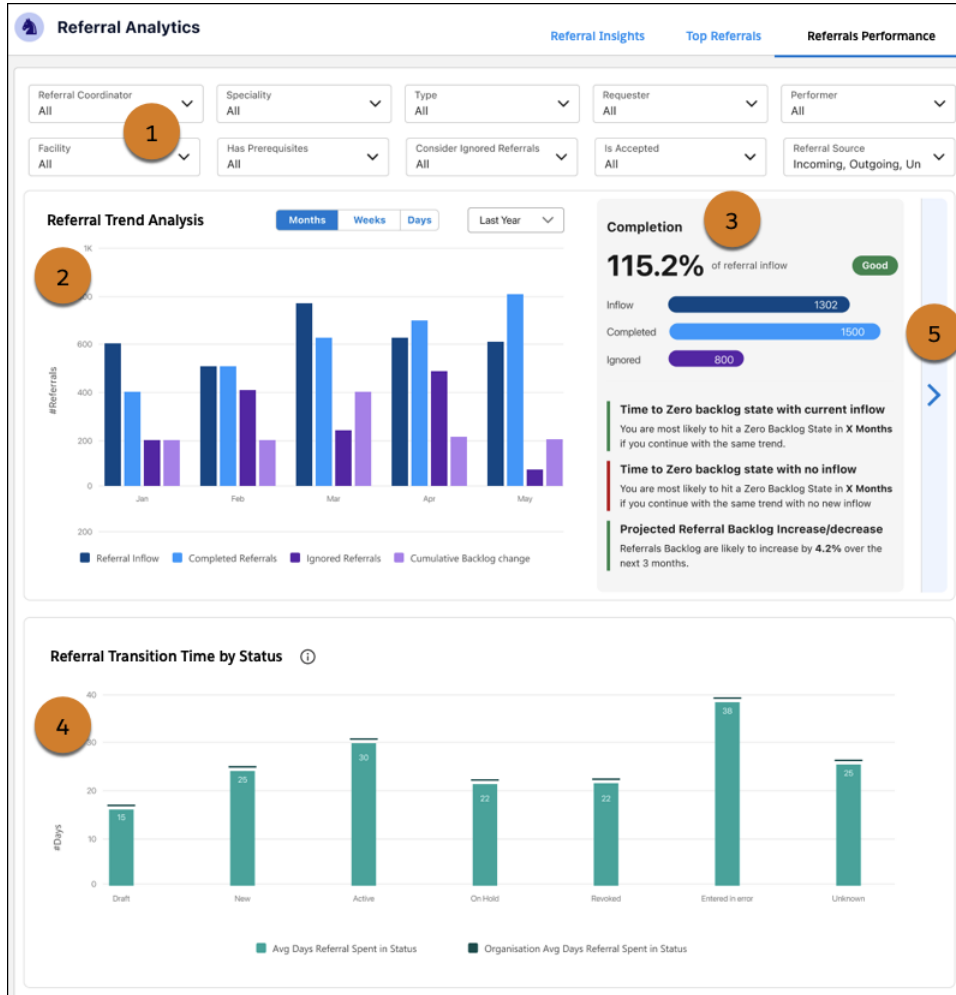 Referral Analytics
Referral Insights
Top Referrals
Referrals Performance
Referral Coordinator
All
Speciality
All
Type
All
Requester
All
Performer
All
1
Facility
All
Has Prerequisites
All
Consider Ignored Referrals
All
Is Accepted
All
Referral Source
Incoming, Outgoing, Un
Referral Trend Analysis
Months
Weeks
Days
Last Year
2
1K
600
400
200
0
200
#Referrals
Jan
Feb
Mar
Apr
May
Referral Inflow
Completed Referrals
Ignored Referrals
Cumulative Backlog change
Completion
3
115.2%
of referral inflow
Good
Inflow
1302
Completed
1500
Ignored
800
5
Time to Zero backlog state with current inflow
You are most likely to hit a Zero Backlog State in X Months
if you continue with the same trend.
Time to Zero backlog state with no inflow
You are most likely to hit a Zero Backlog State in X Months
if you continue with the same trend with no new inflow
Projected Referral Backlog Increase/decrease
Referrals Backlog are likely to increase by 4.2% over the
next 3 months.
Referral Transition Time by Status
4
40
20
10
0
#Days
15
25
30
22
22
38
25
Draft
New
Active
On Hold
Revoked
Entered in error
Unknown
Avg Days Referral Spent in Status
Organisation Avg Days Referral Spent in Status